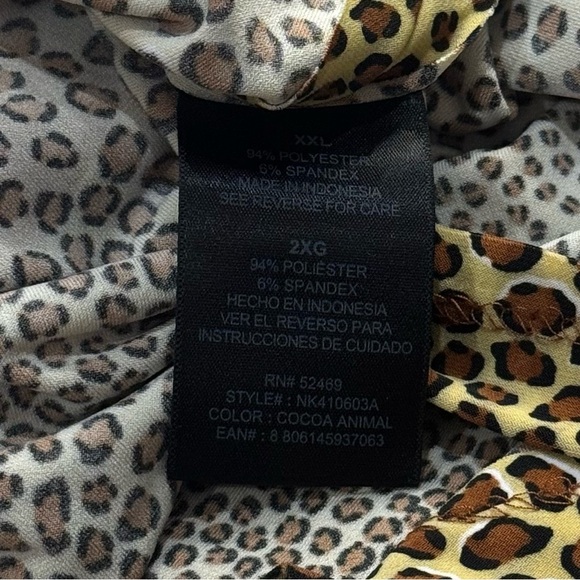 XXL
94% POLYESTER
6% SPANDEX
MADE IN INDONESIA
SEE REVERSE FOR CARE
2XG
94% POLIÉSTER
6% SPANDEX
HECHO EN INDONESIA
VER EL REVERSO PARA
INSTRUCCIONES DE CUIDADO
RN# 52469
STYLE# : NK410603A
COLOR : COCOA ANIMAL
EAN# : 8 806145937063